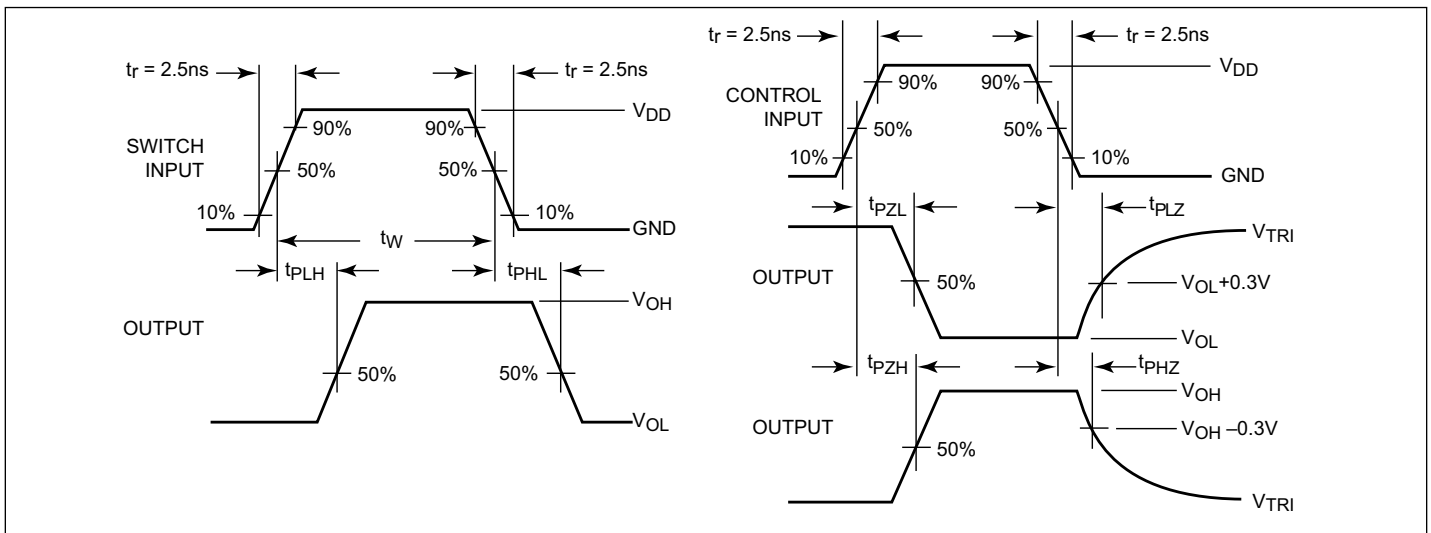 tr = 2.5ns
tr = 2.5ns
VDD
90%
90%
SWITCH
INPUT
50%
50%
10%
10%
GND
tW
tPLH
tPHL
VOH
OUTPUT
50%
50%
VOL
tr = 2.5ns
tr = 2.5ns
VDD
90%
90%
CONTROL
INPUT
50%
50%
10%
10%
GND
tPZL
tPLZ
VTRI
OUTPUT
50%
VOL+0.3V
VOL
tPZH
tPHZ
VOH
VOH –0.3V
OUTPUT
50%
VTRI